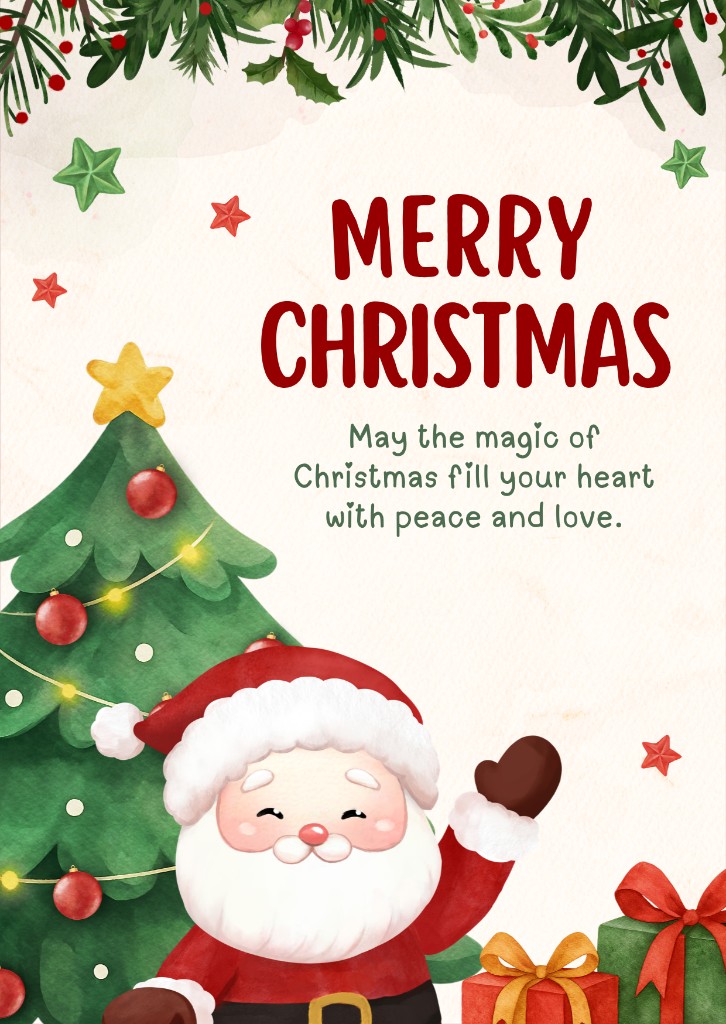 MERRY
CHRISTMAS
May the magic of
Christmas fill your heart
with peace and love.